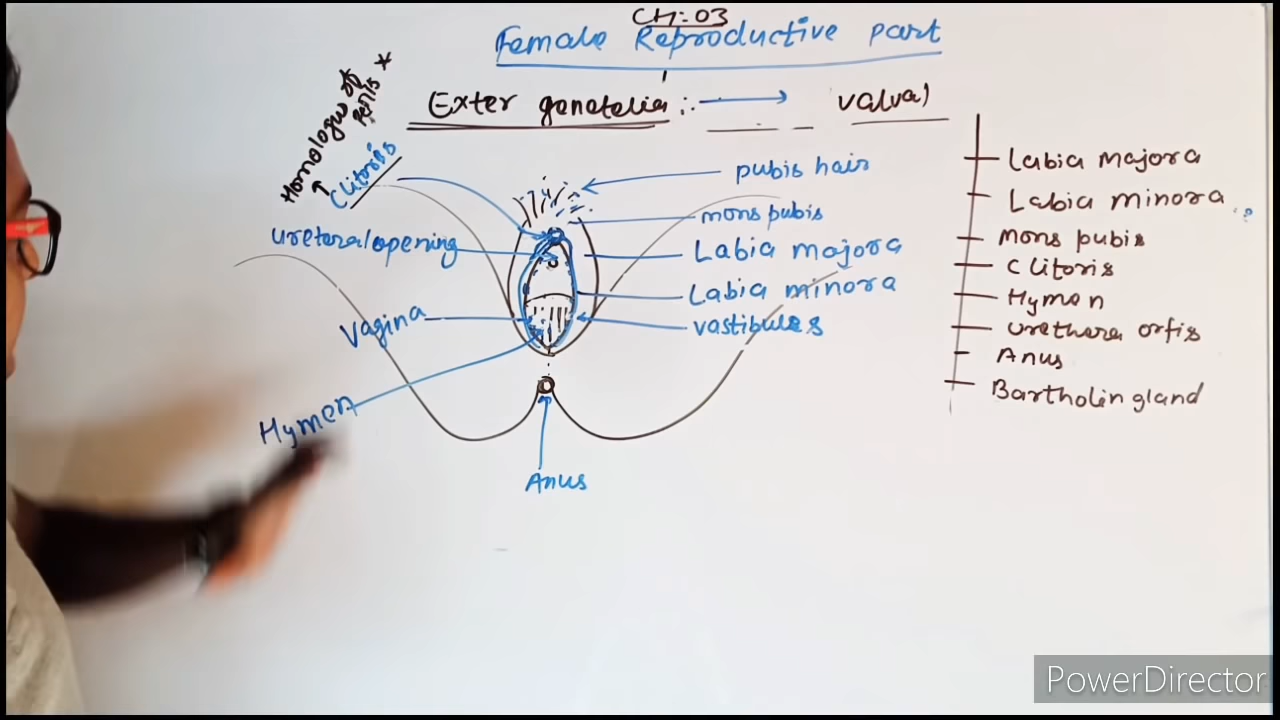 CH:-03
Female Reproductive part
Exter genetelia :. → valva)
Homologus of
penis *
Clitoris
ureteral opening
vagina
Hymen
Anus
pubis hair
mons pubis
Labia majora
Labia minora
vastibules
Labia Majora
Labia minora
Mons pubis
Clitoris
Hymen
urethara orfis
Anus
Bartholin gland
PowerDirector